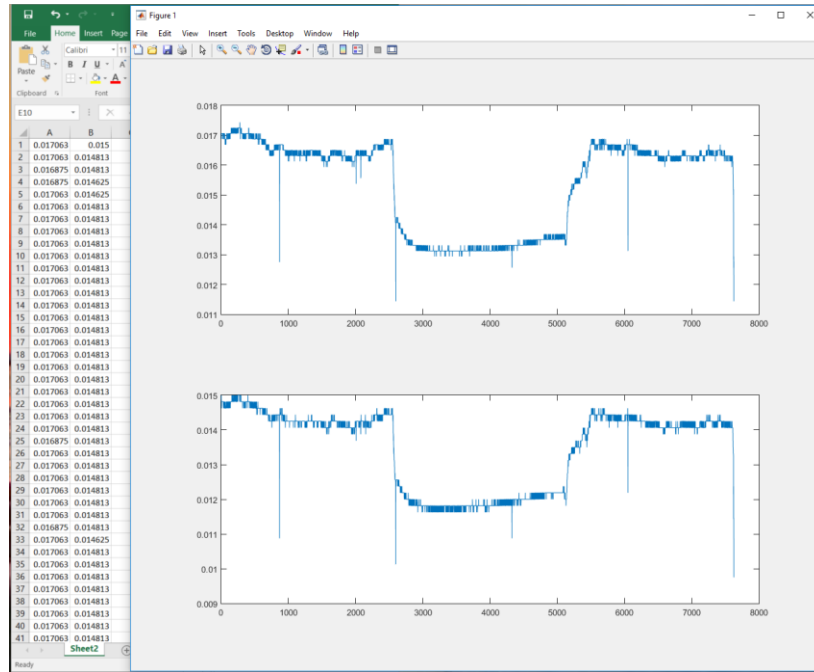 File Home Insert Page
Calibri 11
Paste
B I U A
Clipboard Font
E10
A B
1 0.017063 0.015
2 0.017063 0.014813
3 0.016875 0.014813
4 0.016875 0.014625
5 0.017063 0.014625
6 0.017063 0.014813
7 0.017063 0.014813
8 0.017063 0.014813
9 0.017063 0.014813
10 0.017063 0.014813
11 0.017063 0.014813
12 0.017063 0.014813
13 0.017063 0.014813
14 0.017063 0.014813
15 0.017063 0.014813
16 0.017063 0.014813
17 0.017063 0.014813
18 0.017063 0.014813
19 0.017063 0.014813
20 0.017063 0.014813
21 0.017063 0.014813
22 0.017063 0.014813
23 0.017063 0.014813
24 0.017063 0.014813
25 0.016875 0.014813
26 0.017063 0.014813
27 0.017063 0.014813
28 0.017063 0.014813
29 0.017063 0.014813
30 0.017063 0.014813
31 0.017063 0.014813
32 0.016875 0.014813
33 0.017063 0.014625
34 0.017063 0.014813
35 0.017063 0.014813
36 0.017063 0.014813
37 0.017063 0.014813
38 0.017063 0.014813
39 0.017063 0.014813
40 0.017063 0.014813
41 0.017063 0.014813
Sheet2
Ready
Figure 1
File Edit View Insert Tools Desktop Window Help
0.018
0.017
0.016
0.015
0.014
0.013
0.012
0.011
0 1000 2000 3000 4000 5000 6000 7000 8000
0.015
0.014
0.013
0.012
0.011
0.01
0.009
0 1000 2000 3000 4000 5000 6000 7000 8000